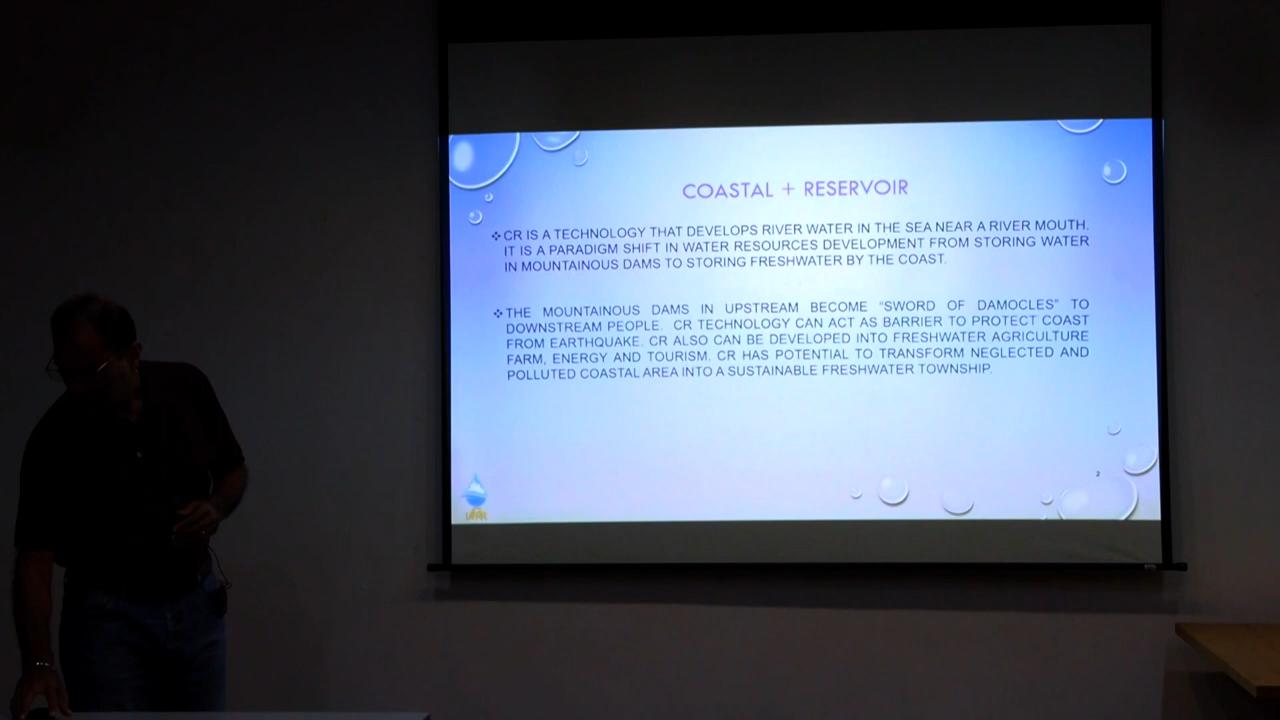 COASTAL + RESERVOIR
❖ CR IS A TECHNOLOGY THAT DEVELOPS RIVER WATER IN THE SEA NEAR A RIVER MOUTH.
IT IS A PARADIGM SHIFT IN WATER RESOURCES DEVELOPMENT FROM STORING WATER
IN MOUNTAINOUS DAMS TO STORING FRESHWATER BY THE COAST.
❖ THE MOUNTAINOUS DAMS IN UPSTREAM BECOME “SWORD OF DAMOCLES” TO
DOWNSTREAM PEOPLE. CR TECHNOLOGY CAN ACT AS BARRIER TO PROTECT COAST
FROM EARTHQUAKE. CR ALSO CAN BE DEVELOPED INTO FRESHWATER AGRICULTURE
FARM, ENERGY AND TOURISM. CR HAS POTENTIAL TO TRANSFORM NEGLECTED AND
POLLUTED COASTAL AREA INTO A SUSTAINABLE FRESHWATER TOWNSHIP.
2